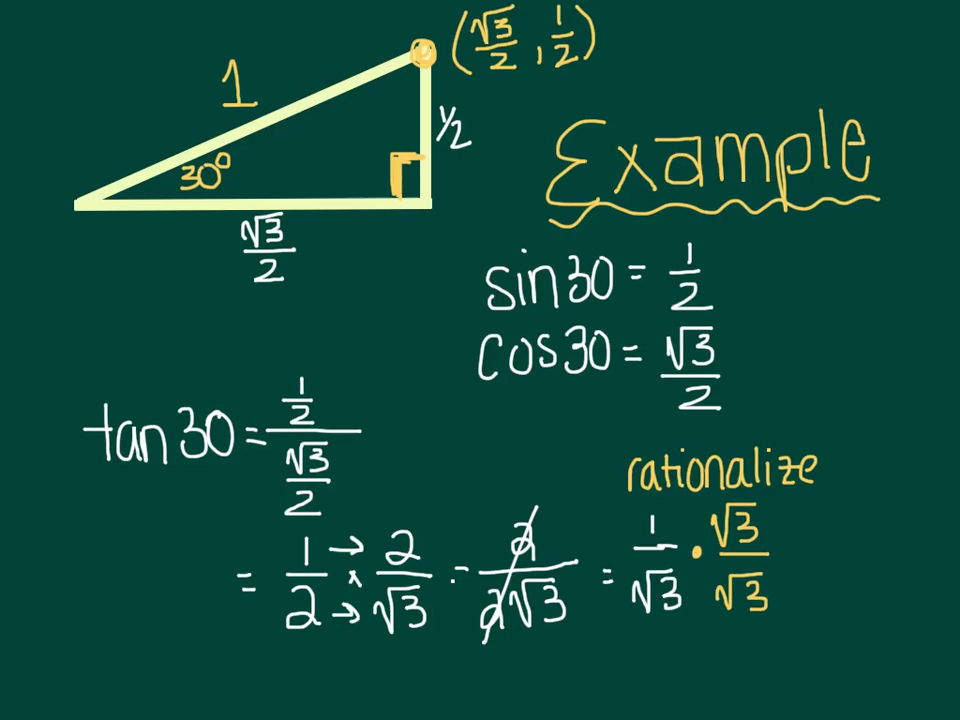 (√3/2, 1/2)
1
1/2
30°
√3/2
Example
sin30 = 1/2
cos30 = √3/2
tan30 = (1/2)/(√3/2)
rationalize
= 1/2 → × → 2/√3 = 2/2√3 = 1/√3 • √3/√3